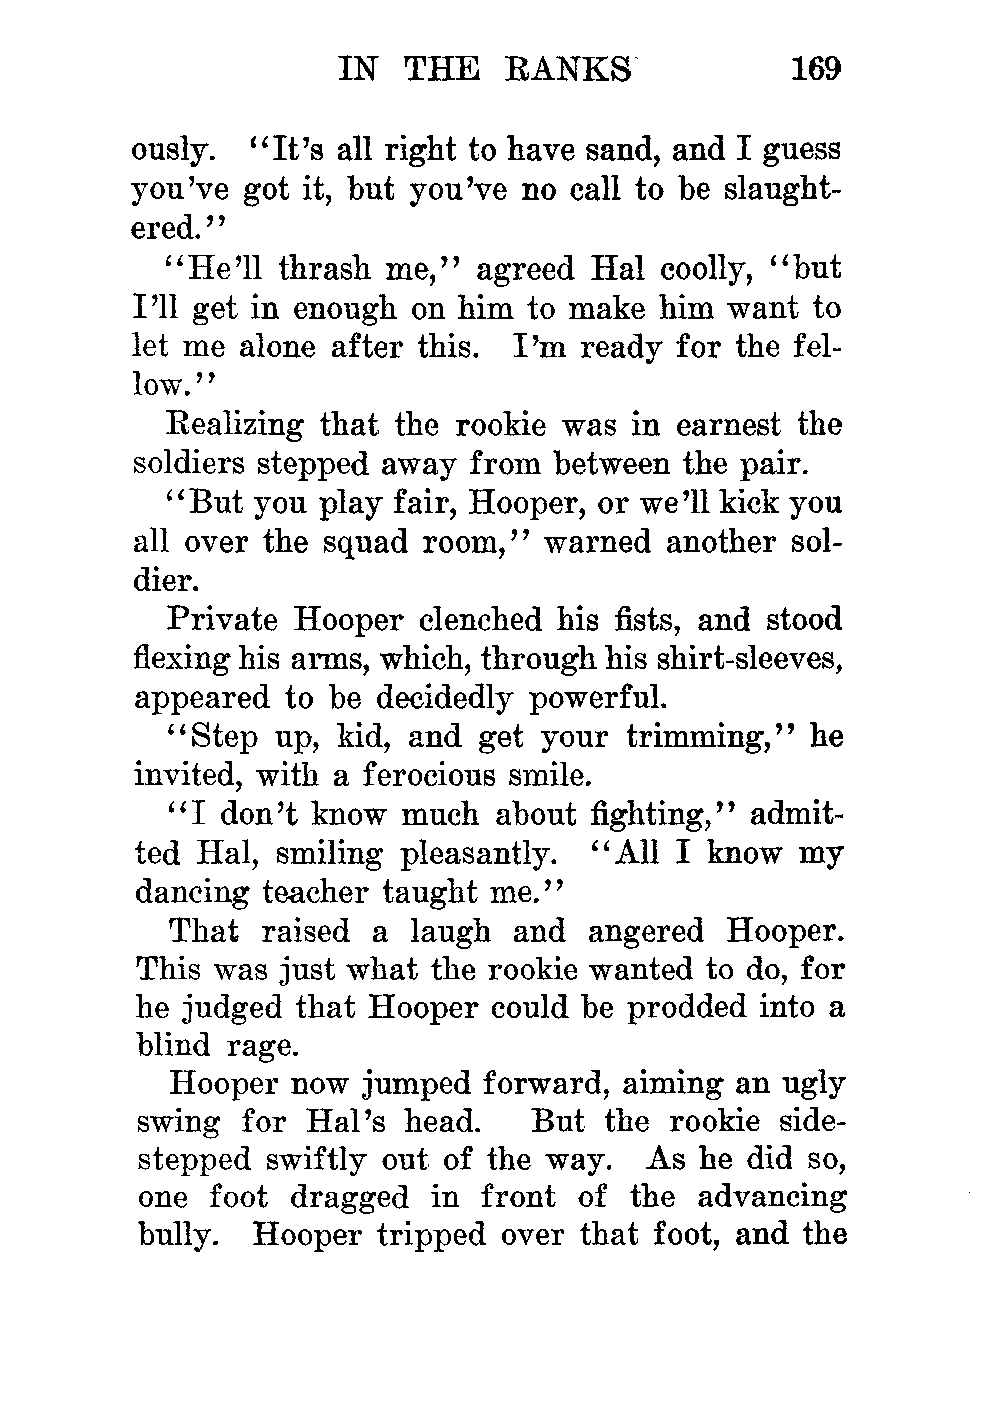 IN THE RANKS 169
ously. "It's all right to have sand, and I guess
you've got it, but you've no call to be slaught-
ered."
"He'll thrash me," agreed Hal coolly, "but
I'll get in enough on him to make him want to
let me alone after this. I'm ready for the fel-
low."
Realizing that the rookie was in earnest the
soldiers stepped away from between the pair.
"But you play fair, Hooper, or we'll kick you
all over the squad room," warned another sol-
dier.
Private Hooper clenched his fists, and stood
flexing his arms, which, through his shirt-sleeves,
appeared to be decidedly powerful.
"Step up, kid, and get your trimming," he
invited, with a ferocious smile.
"I don't know much about fighting," admit-
ted Hal, smiling pleasantly. "All I know my
dancing teacher taught me."
That raised a laugh and angered Hooper.
This was just what the rookie wanted to do, for
he judged that Hooper could be prodded into a
blind rage.
Hooper now jumped forward, aiming an ugly
swing for Hal's head. But the rookie side-
stepped swiftly out of the way. As he did so,
one foot dragged in front of the advancing
bully. Hooper tripped over that foot, and the